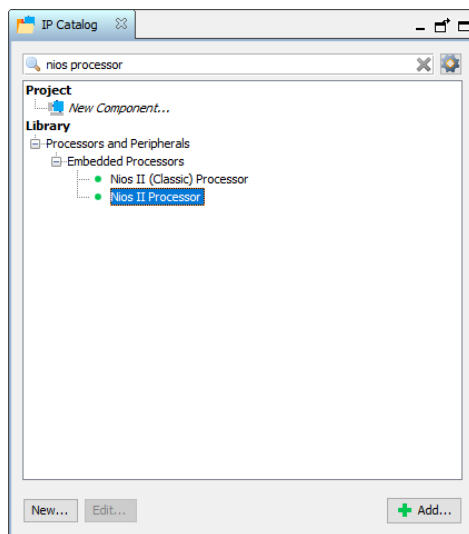 IP Catalog
nios processor
Project
New Component...
Library
Processors and Peripherals
Embedded Processors
Nios II (Classic) Processor
Nios II Processor
New... Edit... Add...